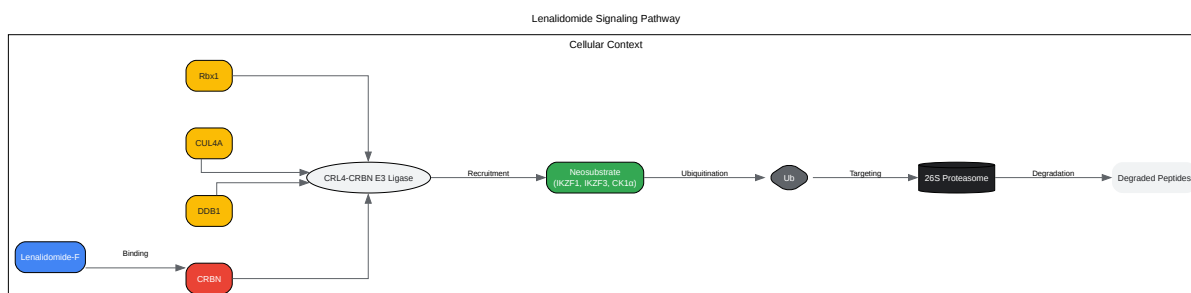 Lenalidomide Signaling Pathway
Cellular Context
Rbx1
CUL4A
DDB1
Lenalidomide-F
Binding
CRBN
CRL4-CRBN E3 Ligase
Recruitment
Neosubstrate
(IKZF1, IKZF3, CK1α)
Ubiquitination
Ub
Targeting
26S Proteasome
Degradation
Degraded Peptides